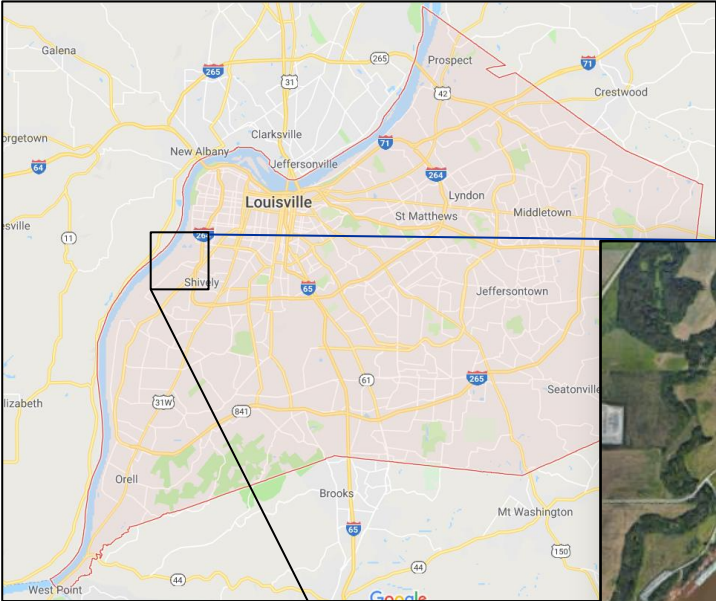 Galena
265
265
31
Prospect
71
42
Crestwood
orgetown
Clarksville
New Albany
71
64
Jeffersonville
264
Lyndon
Louisville
St Matthews
Middletown
esville
11
264
Shively
65
Jeffersontown
61
265
Seatonville
lizabeth
31W
841
Orell
Brooks
Mt Washington
65
150
44
44
West Point
Google